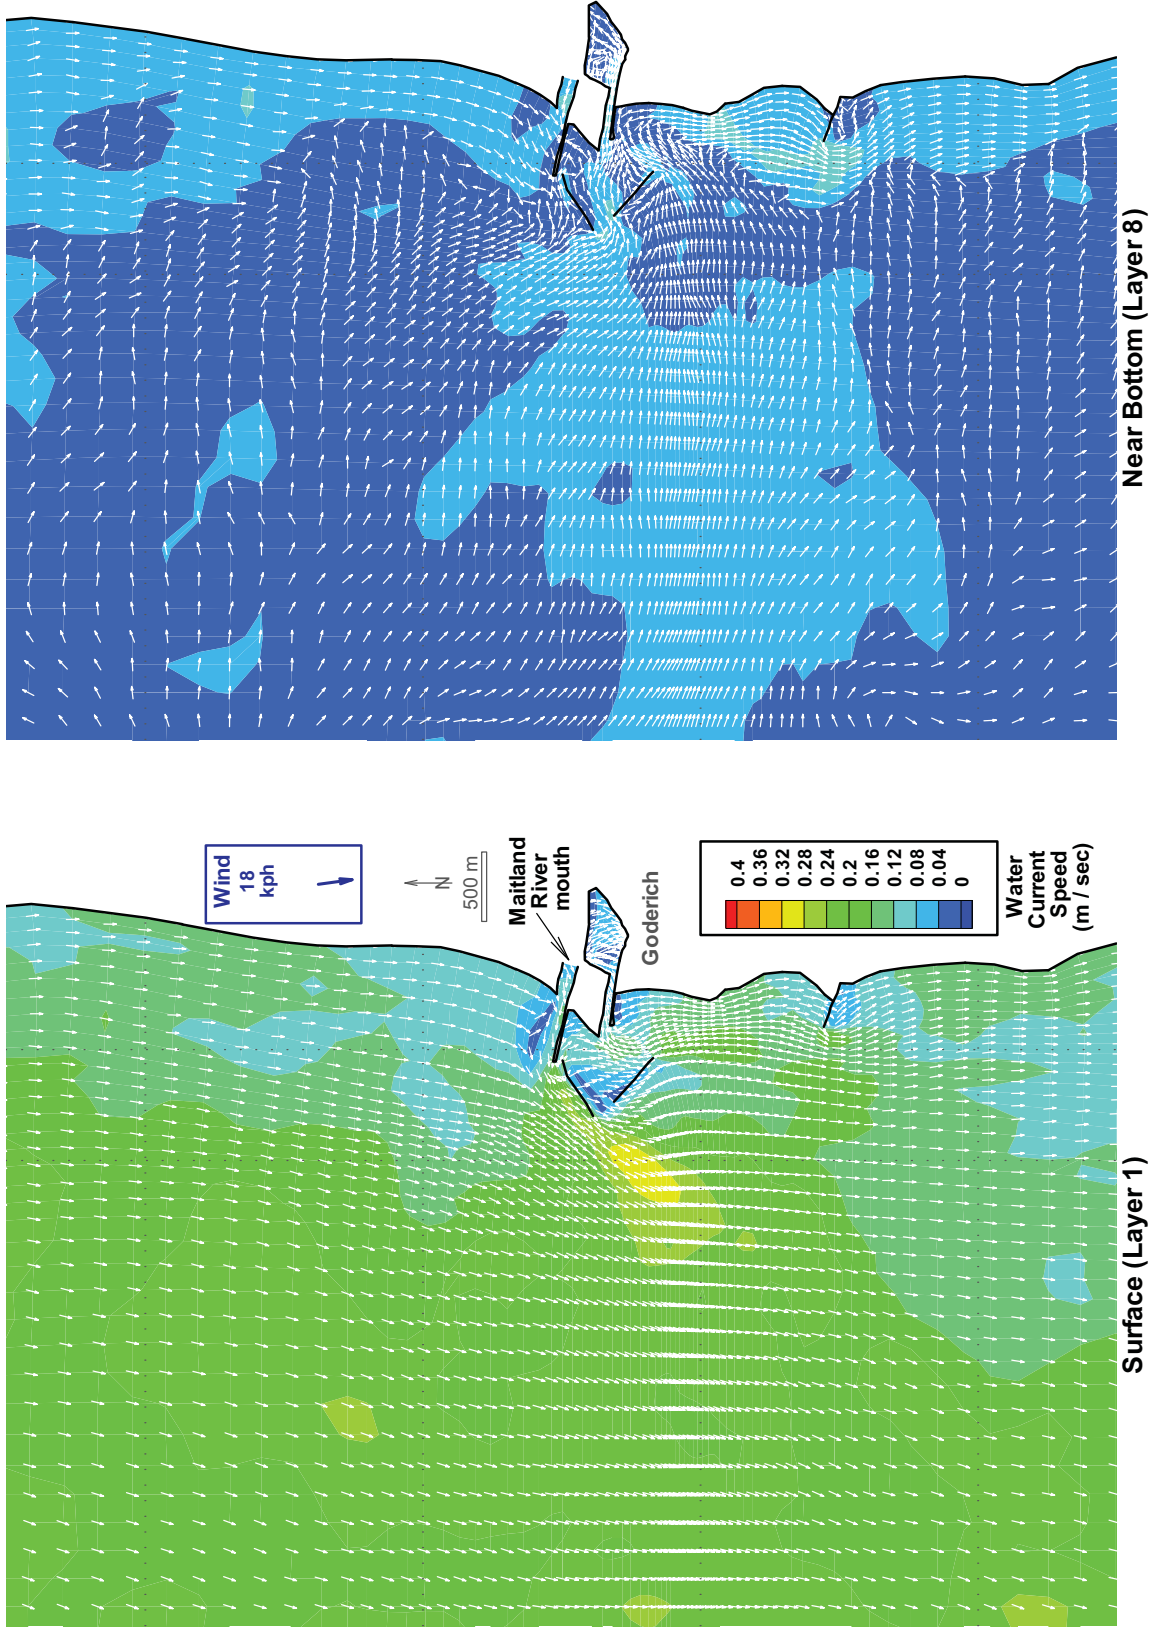 Wind
18
kph
N
500 m
Maitland
River
mouth
Goderich
0.4
0.36
0.32
0.28
0.24
0.2
0.16
0.12
0.08
0.04
0
Water
Current
Speed
(m / sec)
Surface (Layer 1)
Near Bottom (Layer 8)